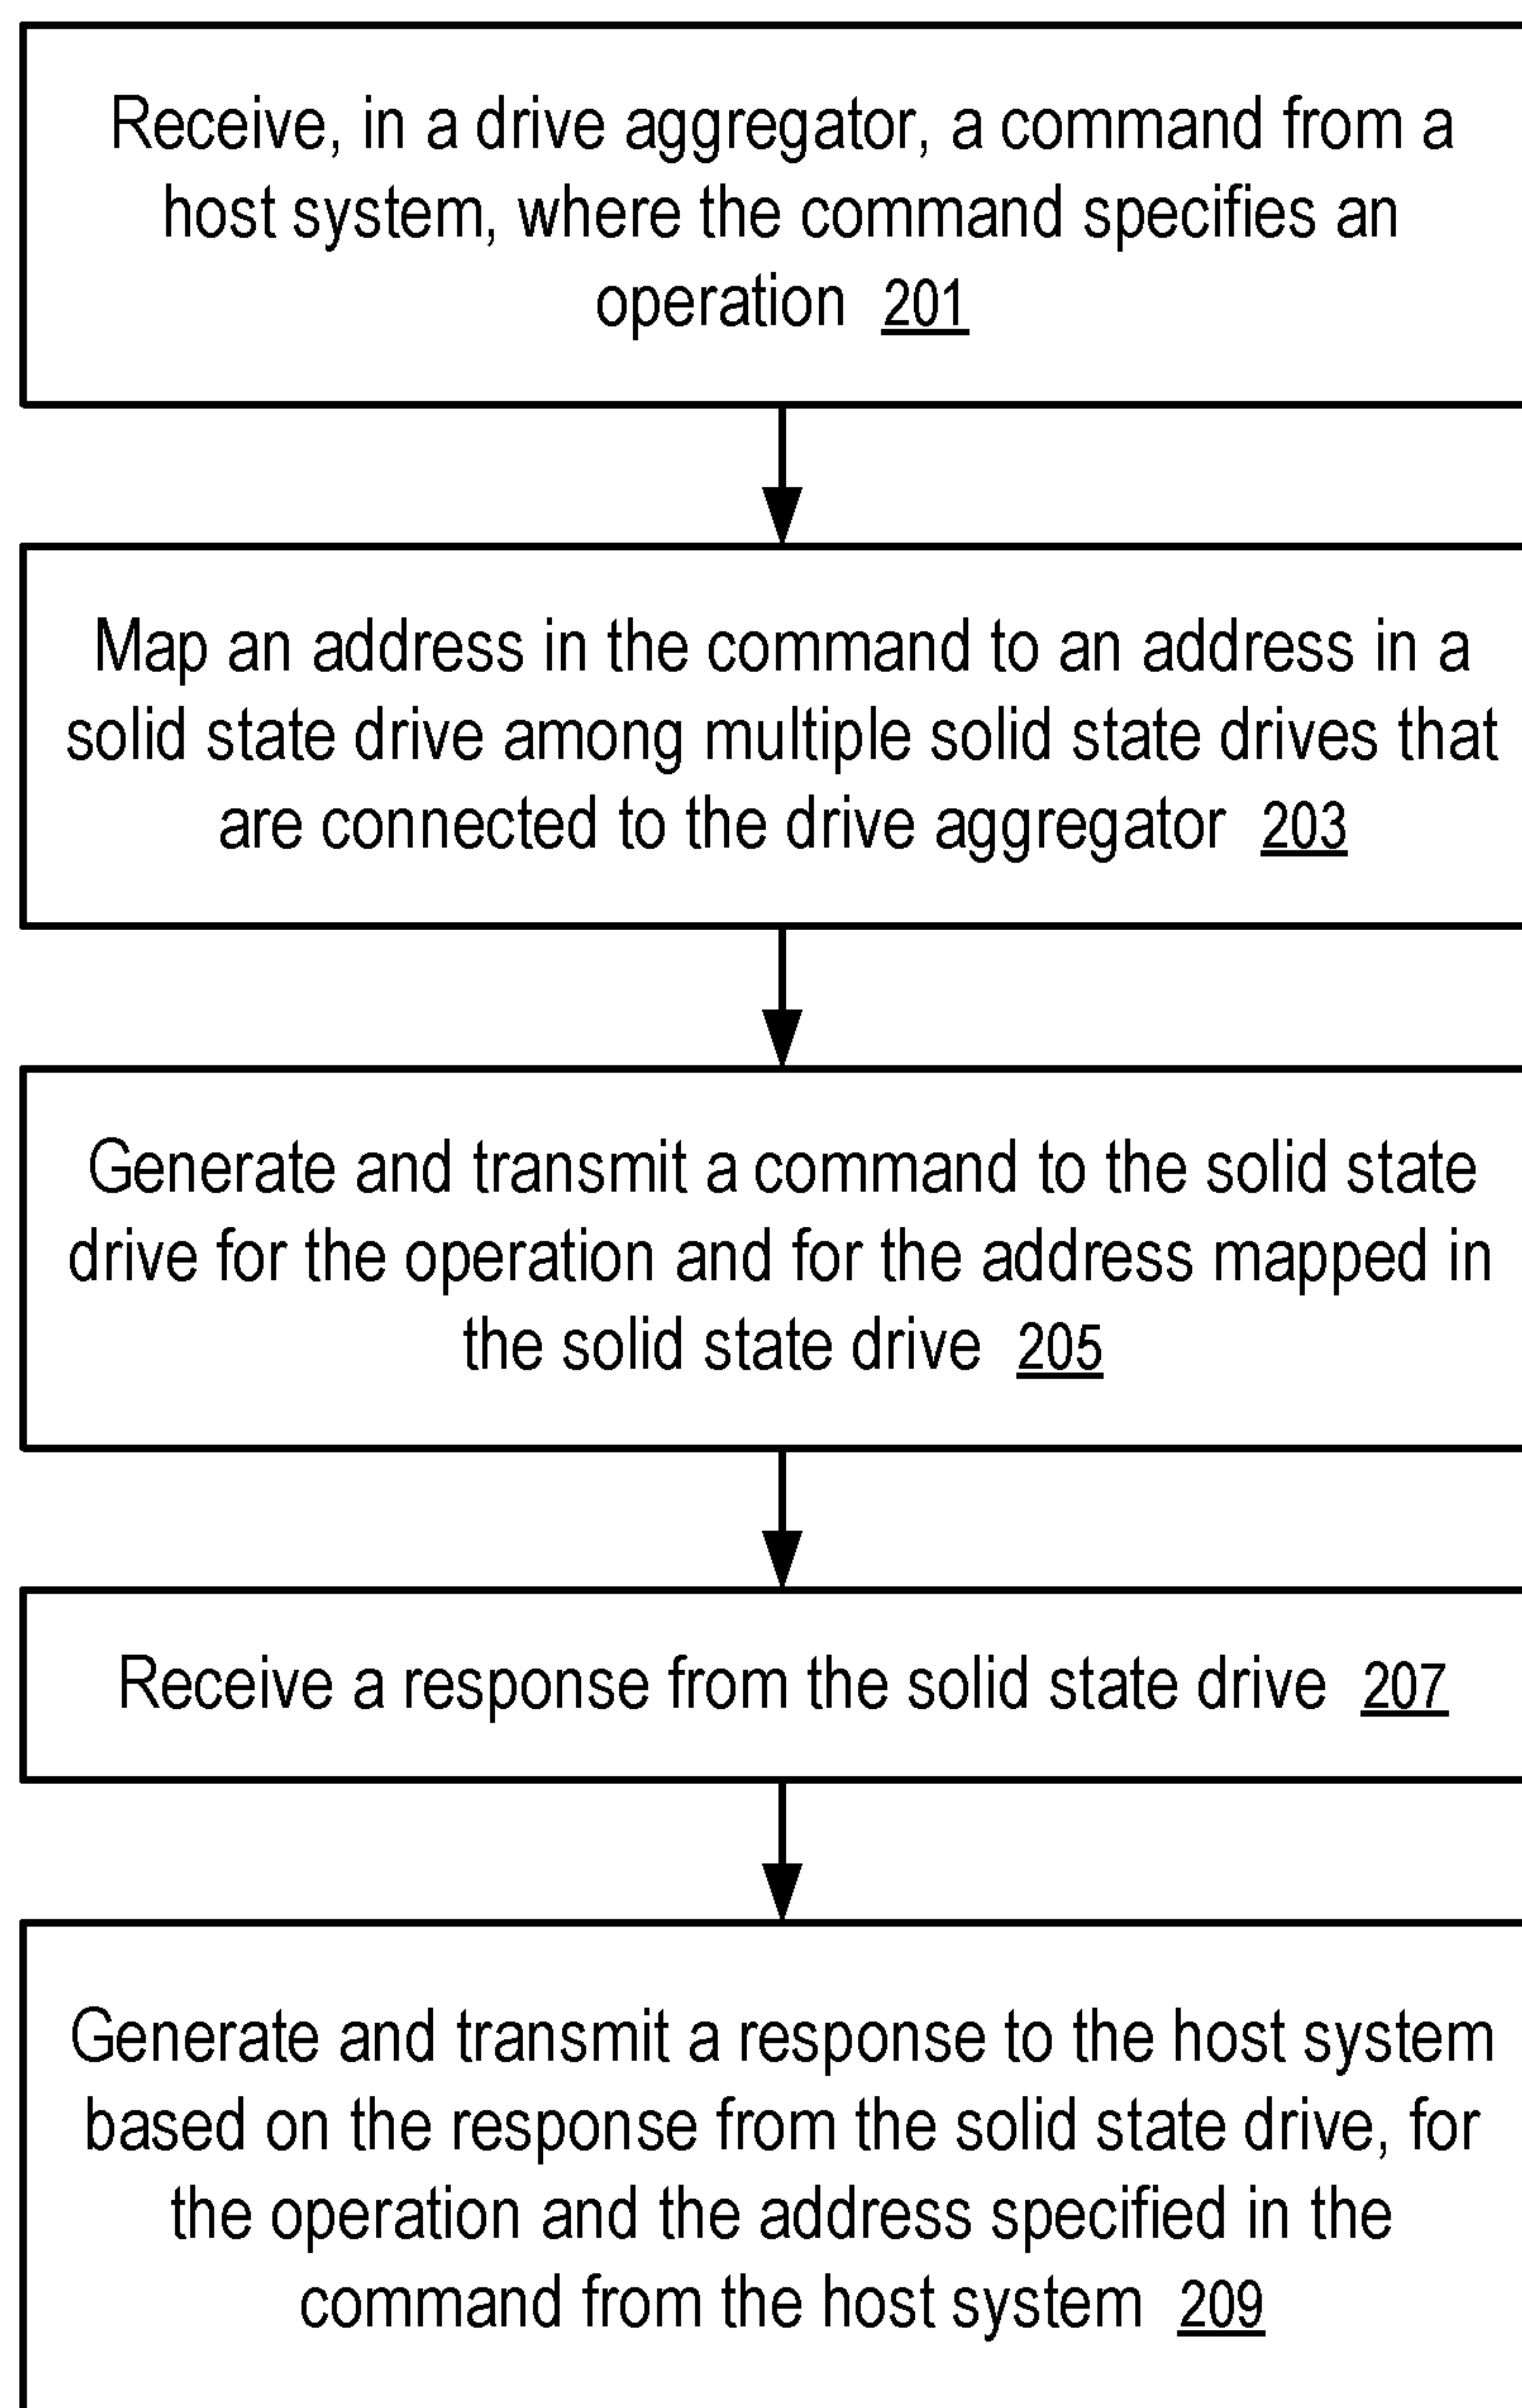 Receive, in a drive aggregator, a command from a
host system, where the command specifies an
operation 201
Map an address in the command to an address in a
solid state drive among multiple solid state drives that
are connected to the drive aggregator 203
Generate and transmit a command to the solid state
drive for the operation and for the address mapped in
the solid state drive 205
Receive a response from the solid state drive 207
Generate and transmit a response to the host system
based on the response from the solid state drive, for
the operation and the address specified in the
command from the host system 209